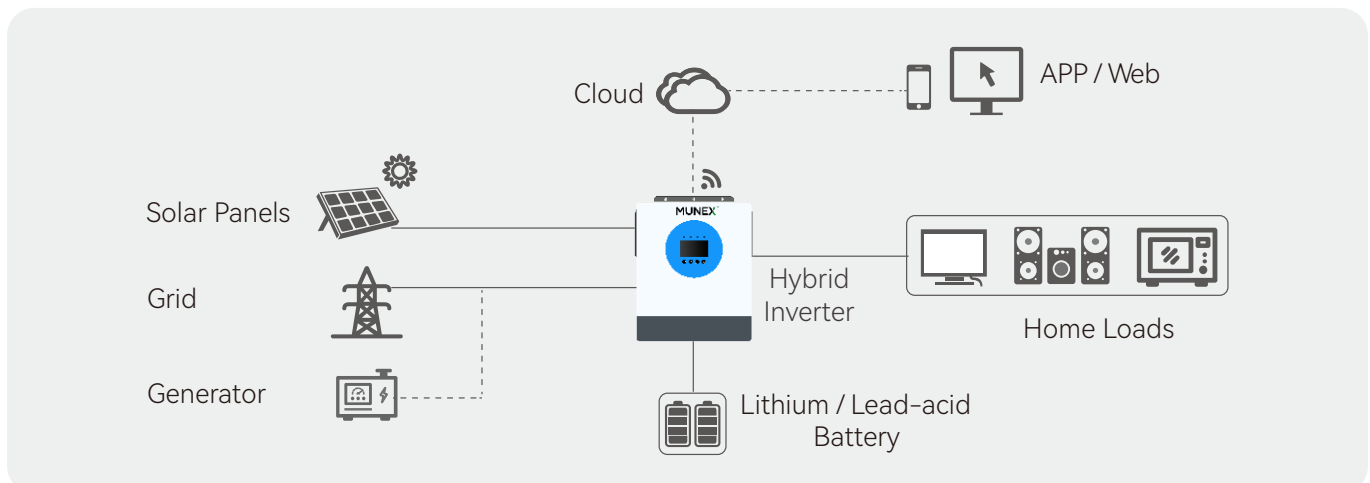 Cloud
APP / Web
Solar Panels
MUNEX
Grid
Hybrid
Inverter
Home Loads
Generator
Lithium / Lead-acid
Battery